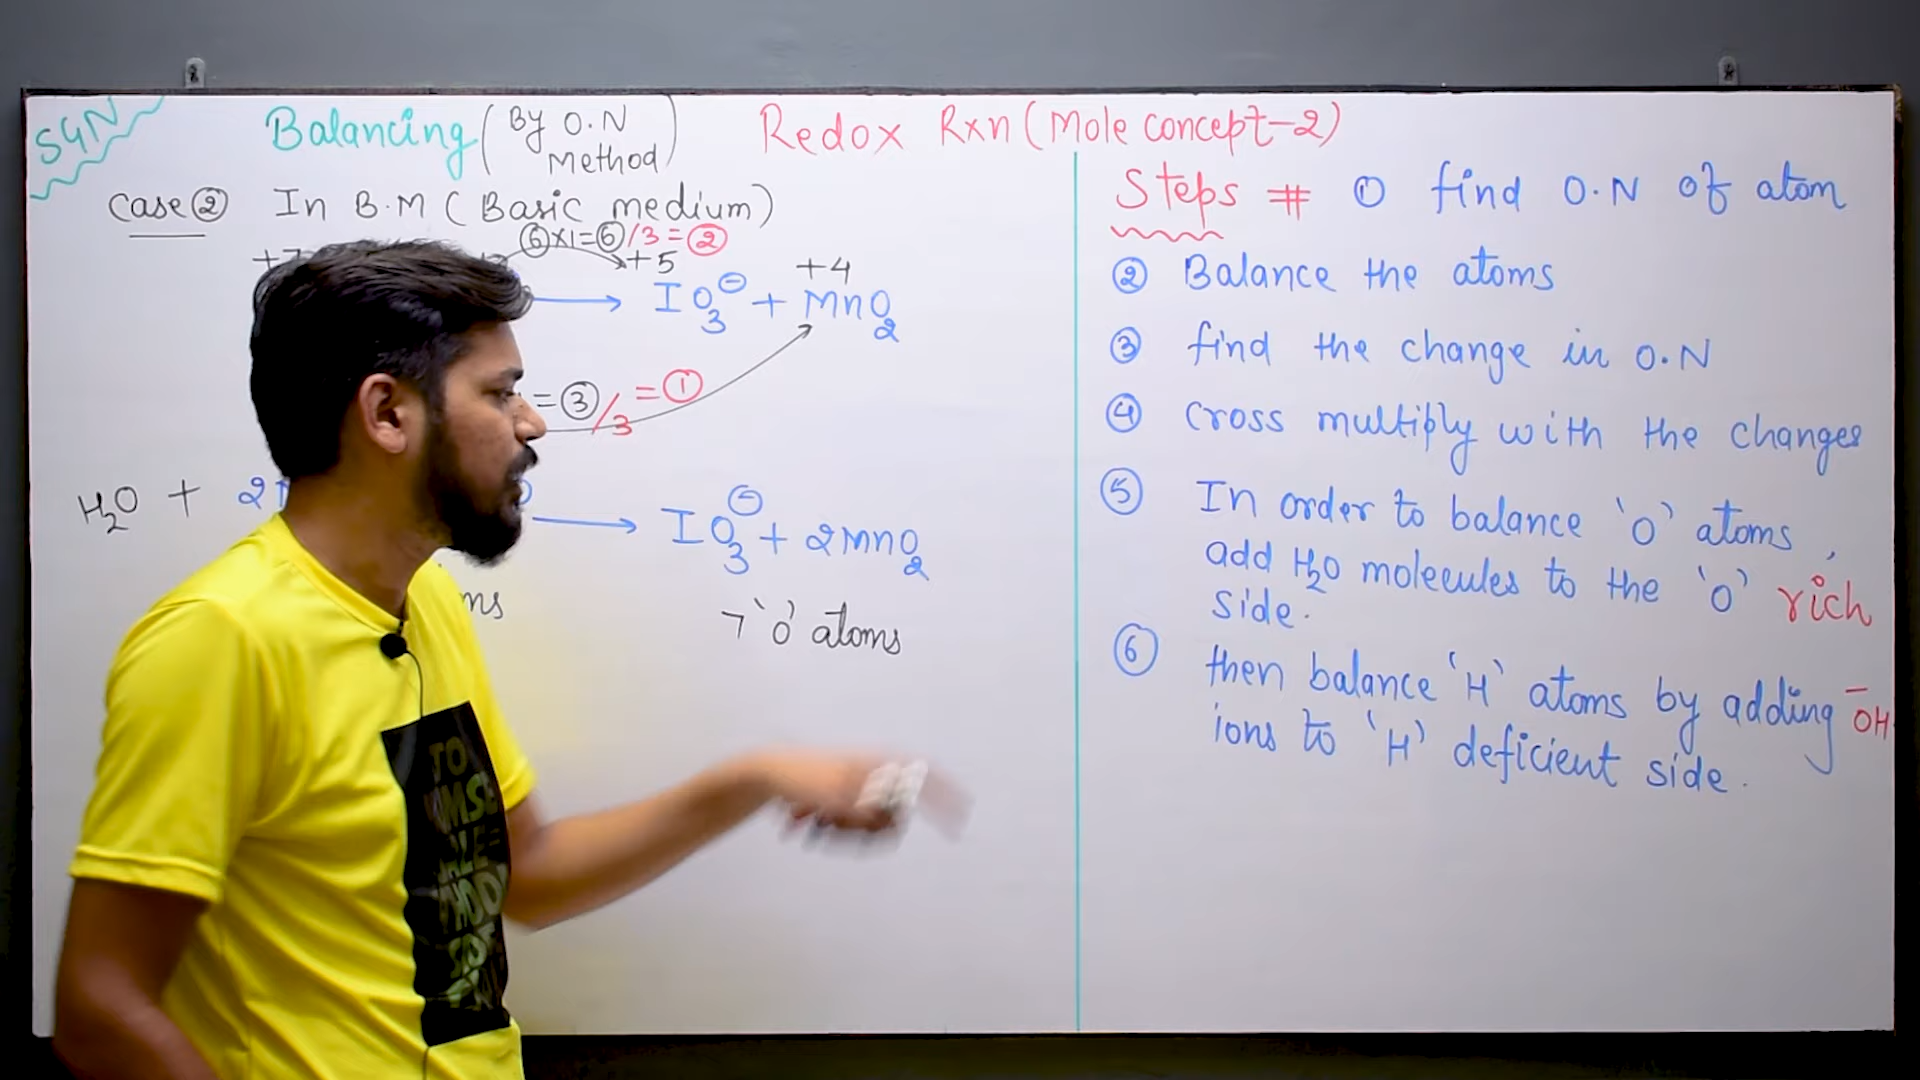 SGN
Balancing (By O.N Method) Redox Rxn (Mole concept-2)
Case ② In B.M (Basic medium)
⑥x1=⑥/3=②
+5 +4
⟶ IO₃⊖ + MnO₂
=③/3 =①
H₂O + 2 ⟶ IO₃⊖ + 2MnO₂
7 'O' atoms
Steps # ① find O.N of atom
② Balance the atoms
③ find the change in O.N
④ Cross multiply with the changes
⑤ In order to balance 'O' atoms,
add H₂O molecules to the 'O' rich
side.
⑥ then balance 'H' atoms by adding ‾OH
ions to 'H' deficient side.
TO